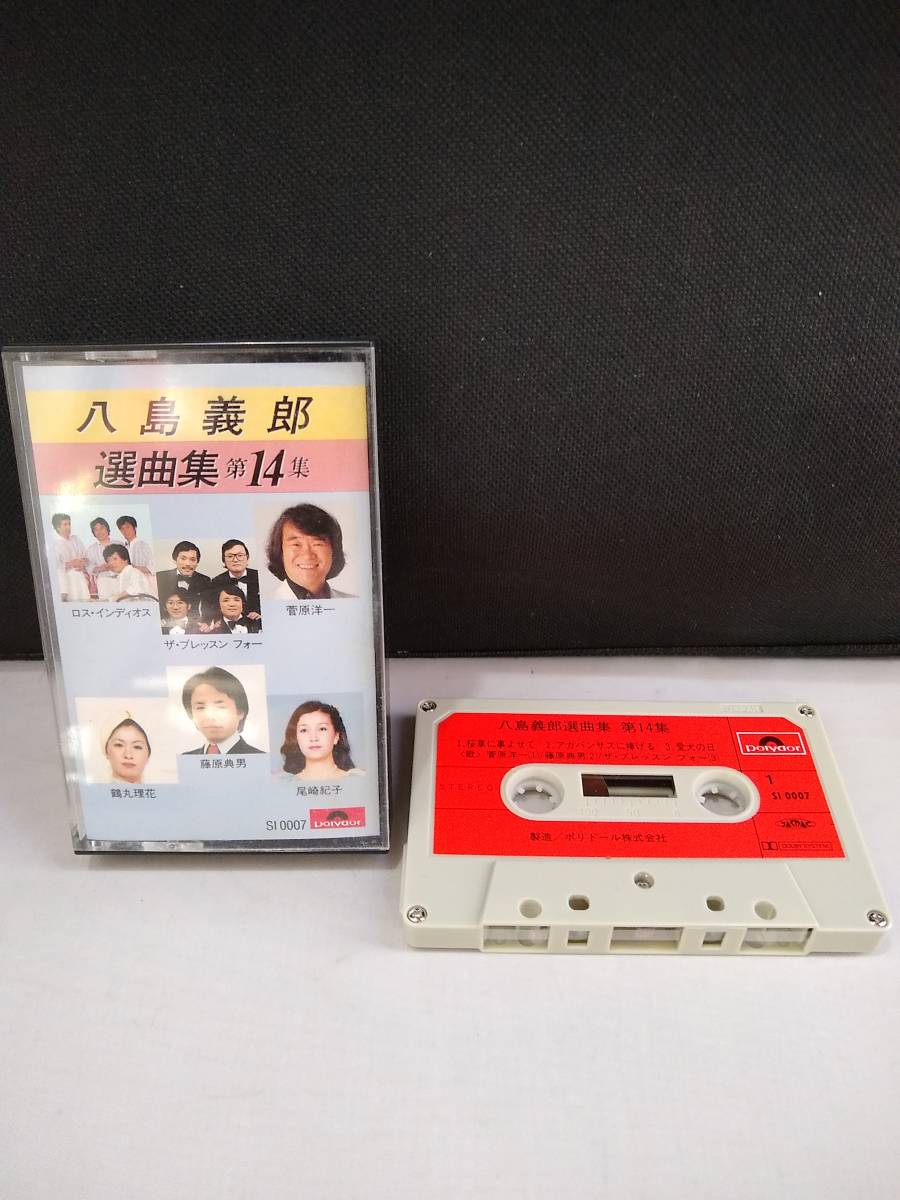 八島義郎
選曲集 第14集
ロス・インディオス
ザ・ブレッスン フォー
菅原洋一
鶴丸理花
藤原典男
尾崎紀子
SI 0007 Polydor
八島義郎選曲集 第14集
1.桜草に事よせて 2.アガパンサスに捧げる 3.愛犬の日
〈歌〉菅原洋一(1)/藤原典男(2)/ザ・ブレッスン フォー(3)
STEREO
製造/ポリドール株式会社
Polydor
1
SI 0007
JASRAC
DOLBY SYSTEM